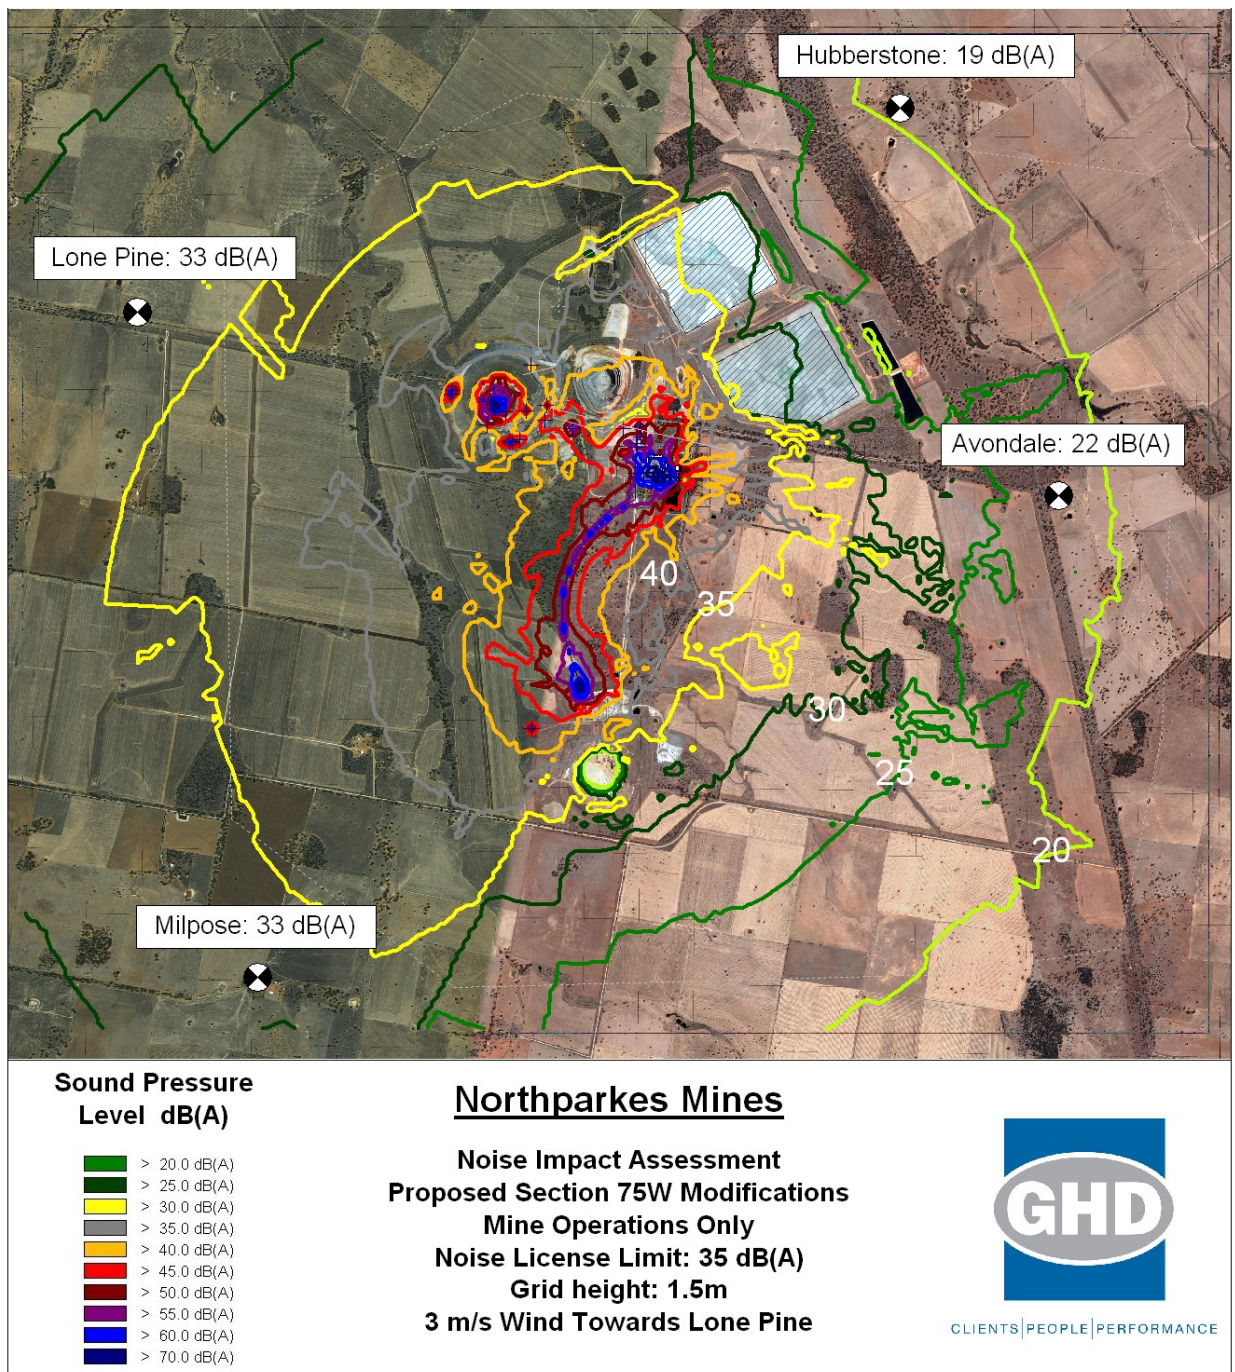 Hubberstone: 19 dB(A)
Lone Pine: 33 dB(A)
Avondale: 22 dB(A)
40
35
30
25
20
Milpose: 33 dB(A)
Sound Pressure
Level dB(A)
> 20.0 dB(A)
> 25.0 dB(A)
> 30.0 dB(A)
> 35.0 dB(A)
> 40.0 dB(A)
> 45.0 dB(A)
> 50.0 dB(A)
> 55.0 dB(A)
> 60.0 dB(A)
> 70.0 dB(A)
Northparkes Mines
Noise Impact Assessment
Proposed Section 75W Modifications
Mine Operations Only
Noise License Limit: 35 dB(A)
Grid height: 1.5m
3 m/s Wind Towards Lone Pine
GHD
CLIENTS|PEOPLE|PERFORMANCE